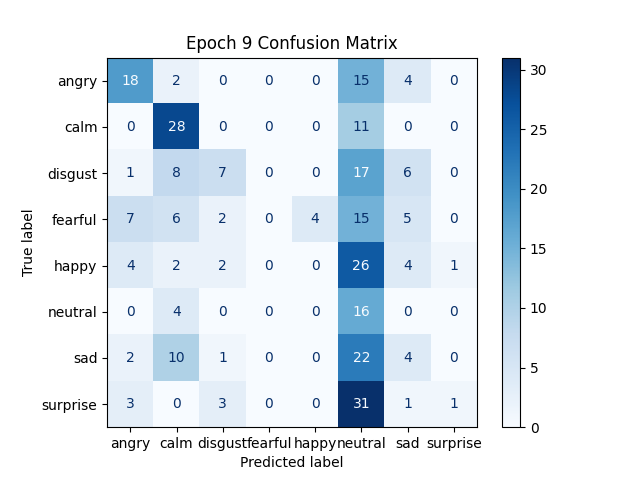 Epoch 9 Confusion Matrix
True label
angry 18 2 0 0 0 15 4 0
calm 0 28 0 0 0 11 0 0
disgust 1 8 7 0 0 17 6 0
fearful 7 6 2 0 4 15 5 0
happy 4 2 2 0 0 26 4 1
neutral 0 4 0 0 0 16 0 0
sad 2 10 1 0 0 22 4 0
surprise 3 0 3 0 0 31 1 1
angry calm disgust fearful happy neutral sad surprise
Predicted label
30
25
20
15
10
5
0